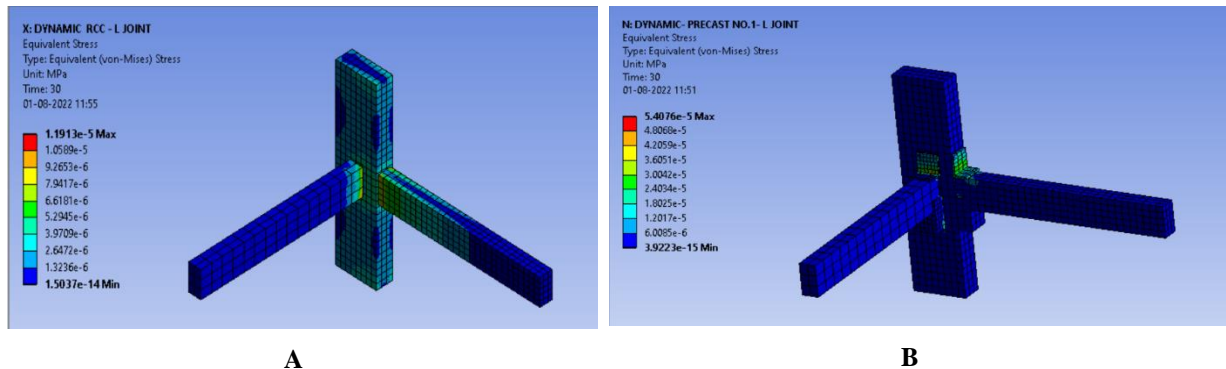 X: DYNAMIC RCC - L JOINT
Equivalent Stress
Type: Equivalent (von-Mises) Stress
Unit: MPa
Time: 30
01-08-2022 11:55
1.1913e-5 Max
1.0589e-5
9.2653e-6
7.9417e-6
6.6181e-6
5.2945e-6
3.9709e-6
2.6472e-6
1.3236e-6
1.5037e-14 Min
A
N: DYNAMIC- PRECAST NO.1- L JOINT
Equivalent Stress
Type: Equivalent (von-Mises) Stress
Unit: MPa
Time: 30
01-08-2022 11:51
5.4076e-5 Max
4.8068e-5
4.2059e-5
3.6051e-5
3.0042e-5
2.4034e-5
1.8025e-5
1.2017e-5
6.0085e-6
3.9223e-15 Min
B